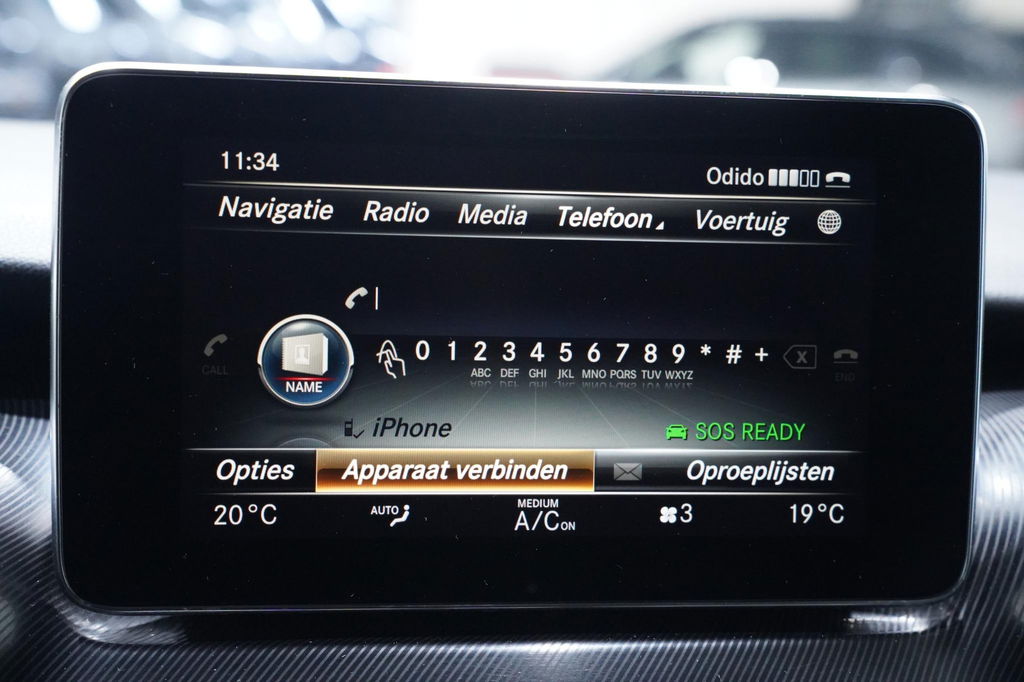 11:34
Odido
Navigatie Radio Media Telefoon Voertuig
CALL
NAME
0 1 2 3 4 5 6 7 8 9 * # +
ABC DEF GHI JKL MNO PQRS TUV WXYZ
X
END
iPhone
SOS READY
Opties Apparaat verbinden Oproeplijsten
20°C AUTO MEDIUM A/C ON 3 19°C